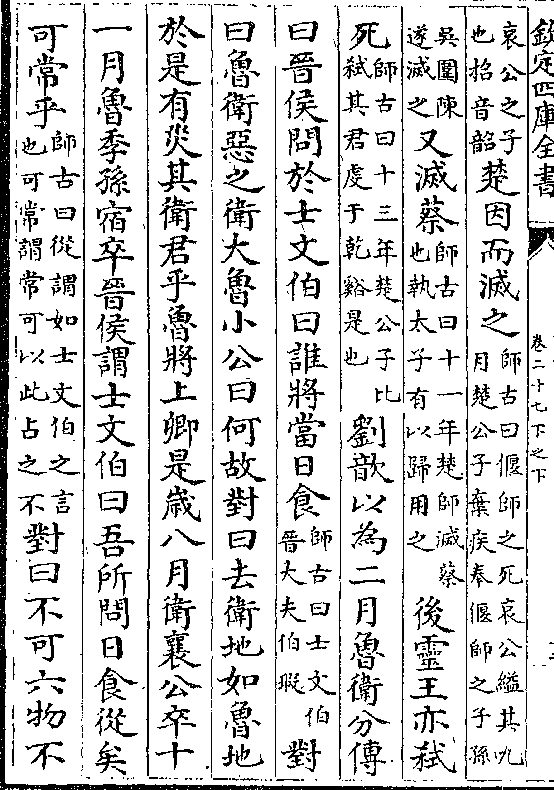 欽定四庫全書
卷二十七下之下
哀公之子
也招音韶
楚因而滅之
師古曰偃師之死哀公縊其九
月楚公子棄疾奉偃師之子孫
吳圍陳
遂滅之
又滅蔡
師古曰十一年楚師滅蔡
也執太子有以歸用之
後靈王亦弑
死
師古曰十三年楚公子比
弑其君虔于乾谿是也
劉歆以為二月魯衛分傳
曰晉侯問於士文伯曰誰將當日食
師古曰士文伯
晉大夫伯瑕
對
曰魯衛惡之衛大魯小公曰何故對曰去衛地如魯地
於是有災其衛君乎魯將上卿是歲八月衛襄公卒十
一月魯季孫宿卒晉侯謂士文伯曰吾所問日食從矣
可常乎
師古曰從謂如士文伯之言
也可常謂常可以此占之不
對曰不可六物不